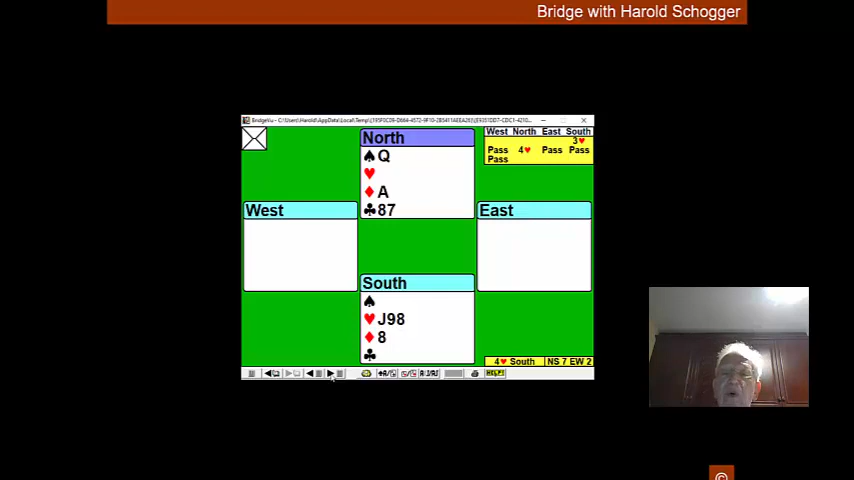 Bridge with Harold Schogger
North
♠ Q
♥
♦ A
♣ 87
West North East South
3♥
Pass 4♥ Pass Pass
Pass
West
East
South
♠
♥ J98
♦ 8
♣
4♥ South NS 7 EW 2
HELP!
©